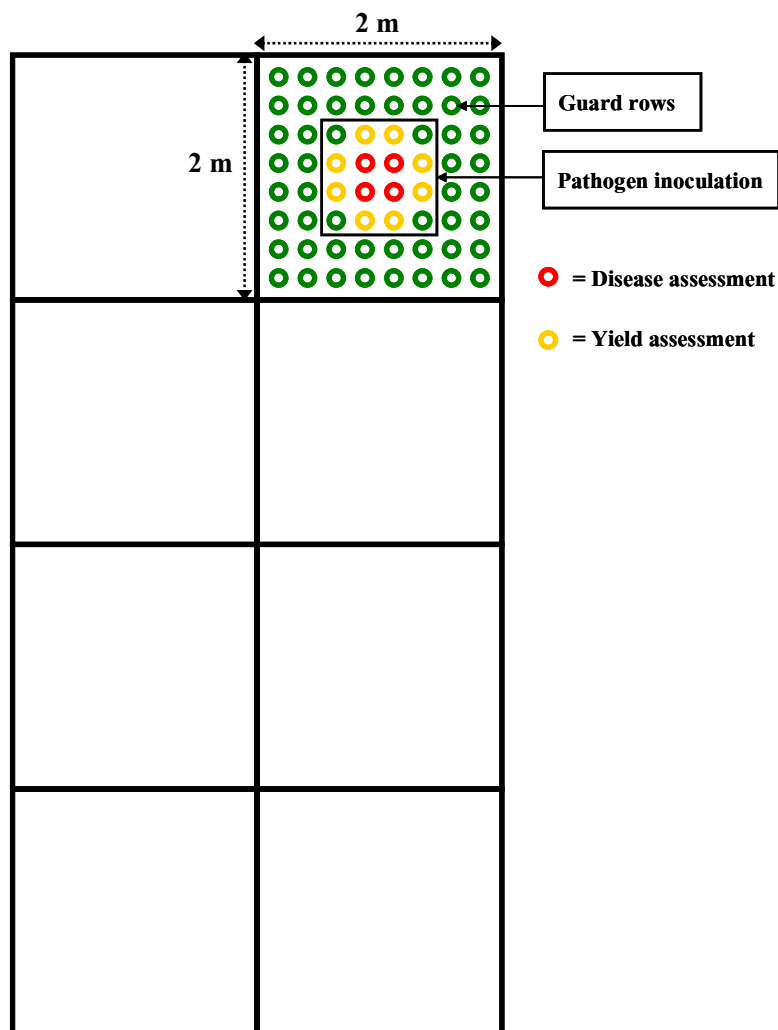 2 m
Guard rows
2 m
Pathogen inoculation
= Disease assessment
= Yield assessment